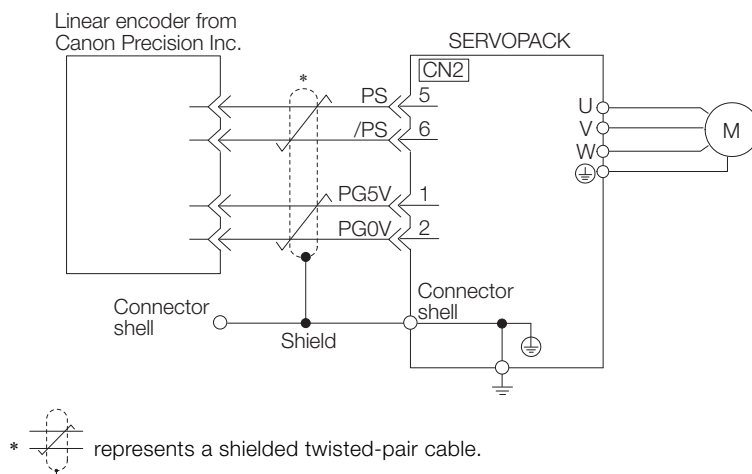 Linear encoder from
Canon Precision Inc.
SERVOPACK
CN2
*
PS 5
/PS 6
PG5V 1
PG0V 2
U
V
W
M
Connector
shell
Shield
Connector
shell
* represents a shielded twisted-pair cable.